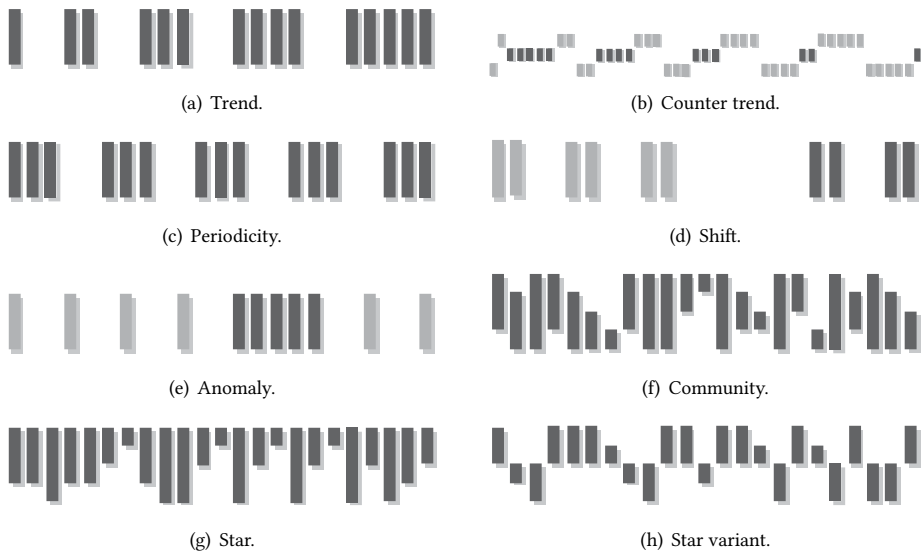 (a) Trend.
(b) Counter trend.
(c) Periodicity.
(d) Shift.
(e) Anomaly.
(f) Community.
(g) Star.
(h) Star variant.